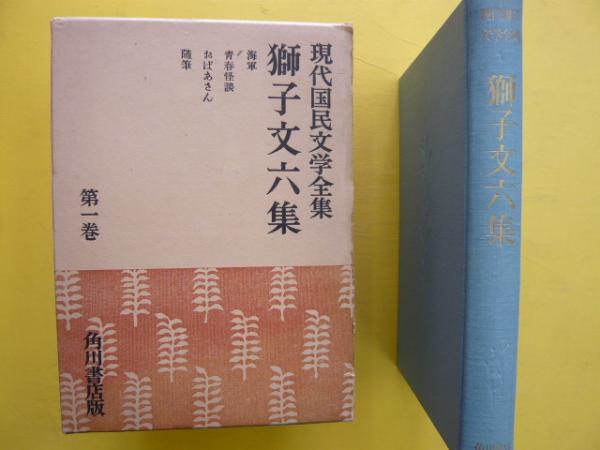 現代国民文学全集
獅子文六集
海軍
青春怪談
おばあさん
随筆
第一巻
角川書店版
獅子文六集